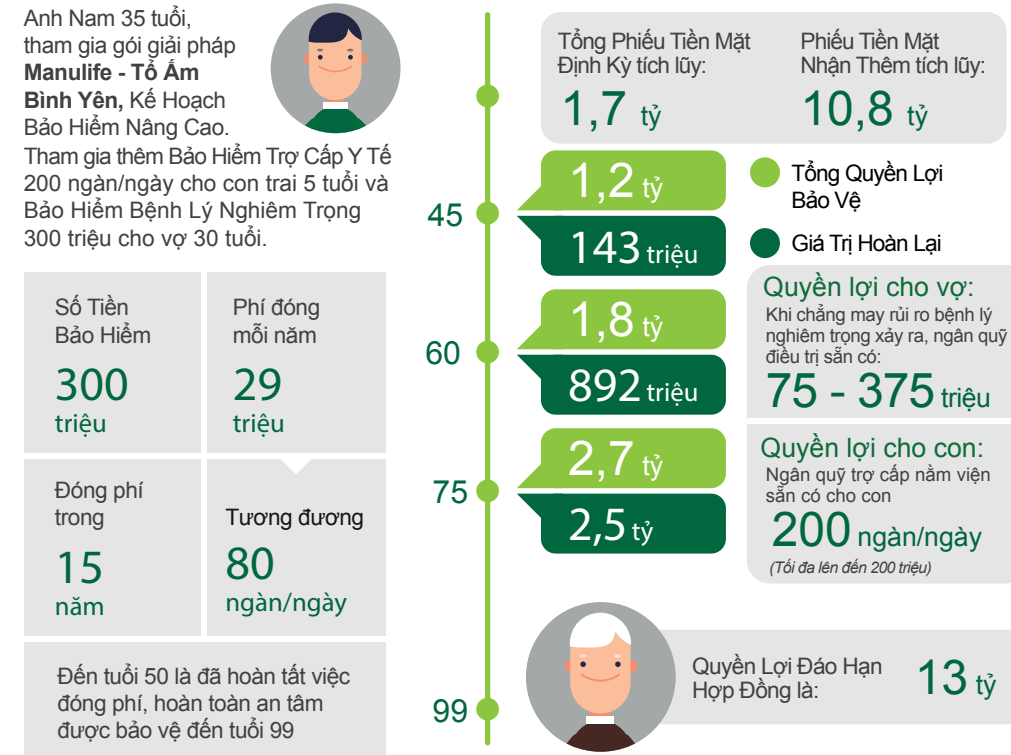 Anh Nam 35 tuổi,
tham gia gói giải pháp
Manulife - Tổ Ấm
Bình Yên, Kế Hoạch
Bảo Hiểm Nâng Cao.
Tham gia thêm Bảo Hiểm Trợ Cấp Y Tế
200 ngàn/ngày cho con trai 5 tuổi và
Bảo Hiểm Bệnh Lý Nghiêm Trọng
300 triệu cho vợ 30 tuổi.
Số Tiền
Bảo Hiểm
300
triệu
Phí đóng
mỗi năm
29
triệu
Đóng phí
trong
15
năm
Tương đương
80
ngàn/ngày
Đến tuổi 50 là đã hoàn tất việc
đóng phí, hoàn toàn an tâm
được bảo vệ đến tuổi 99
Tổng Phiếu Tiền Mặt
Định Kỳ tích lũy:
1,7 tỷ
Phiếu Tiền Mặt
Nhận Thêm tích lũy:
10,8 tỷ
45
1,2 tỷ
143 triệu
Tổng Quyền Lợi
Bảo Vệ
Giá Trị Hoàn Lại
60
1,8 tỷ
892 triệu
Quyền lợi cho vợ:
Khi chẳng may rủi ro bệnh lý
nghiêm trọng xảy ra, ngân quỹ
điều trị sẵn có:
75 - 375 triệu
75
2,7 tỷ
2,5 tỷ
Quyền lợi cho con:
Ngân quỹ trợ cấp nằm viện
sẵn có cho con
200 ngàn/ngày
(Tối đa lên đến 200 triệu)
99
Quyền Lợi Đáo Hạn
Hợp Đồng là:
13 tỷ